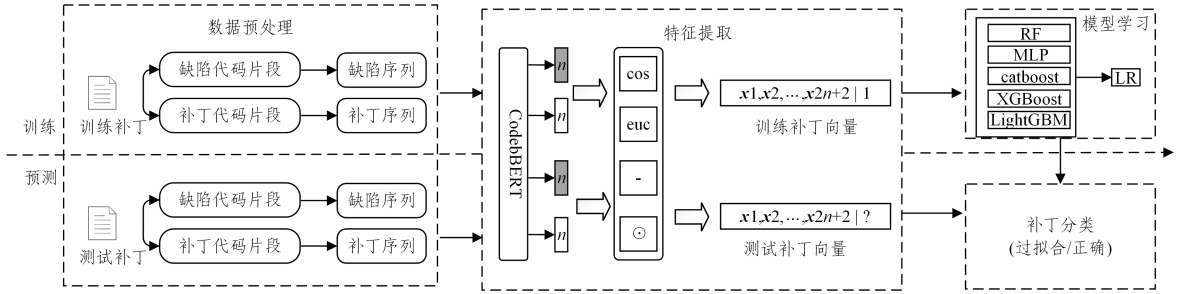 数据预处理
缺陷代码片段
缺陷序列
训练补丁
补丁代码片段
补丁序列
训练
预测
缺陷代码片段
缺陷序列
测试补丁
补丁代码片段
补丁序列
特征提取
CodebBERT
n
n
n
n
cos
euc
-
⊙
x1,x2,…,x2n+2 | 1
训练补丁向量
x1,x2,…,x2n+2 | ?
测试补丁向量
模型学习
RF
MLP
catboost
XGBoost
LightGBM
LR
补丁分类
(过拟合/正确)